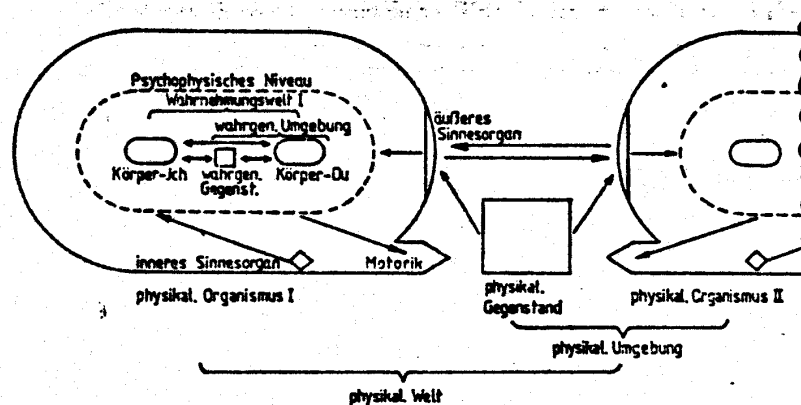 Psychophysisches Niveau
Wahrnehmungswelt I
wahrgen. Umgebung
äußeres
Sinnesorgan
Körper-Jch
wahrgen.
Gegenst.
Körper-Du
inneres Sinnesorgan
Motorik
physikal. Organismus I
physikal.
Gegenstand
physikal. Organismus II
physikal. Umgebung
physikal. Welt